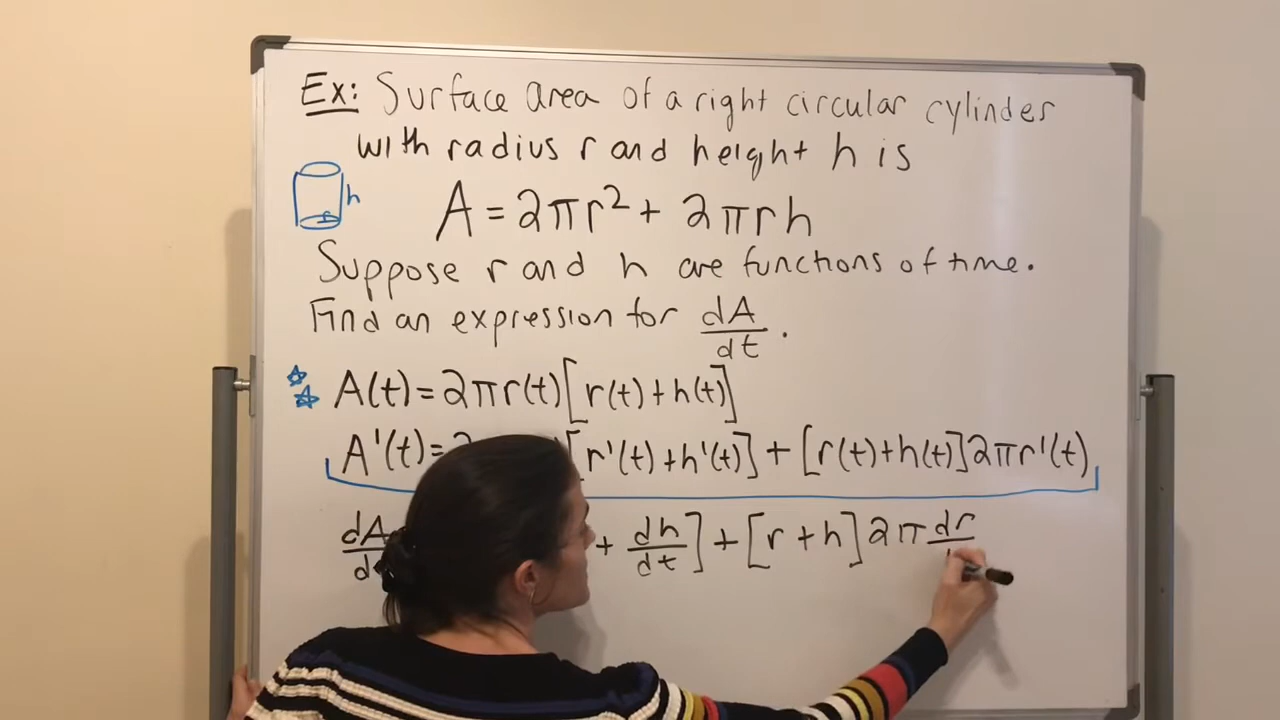 Ex: Surface area of a right circular cylinder
with radius r and height h is
h
r
A = 2πr² + 2πrh
Suppose r and h are functions of time.
Find an expression for dA/dt.
A(t) = 2πr(t)[r(t) + h(t)]
A'(t) = [r'(t) + h'(t)] + [r(t) + h(t)]2πr'(t)
dA + dh/dt] + [r + h] 2π dr